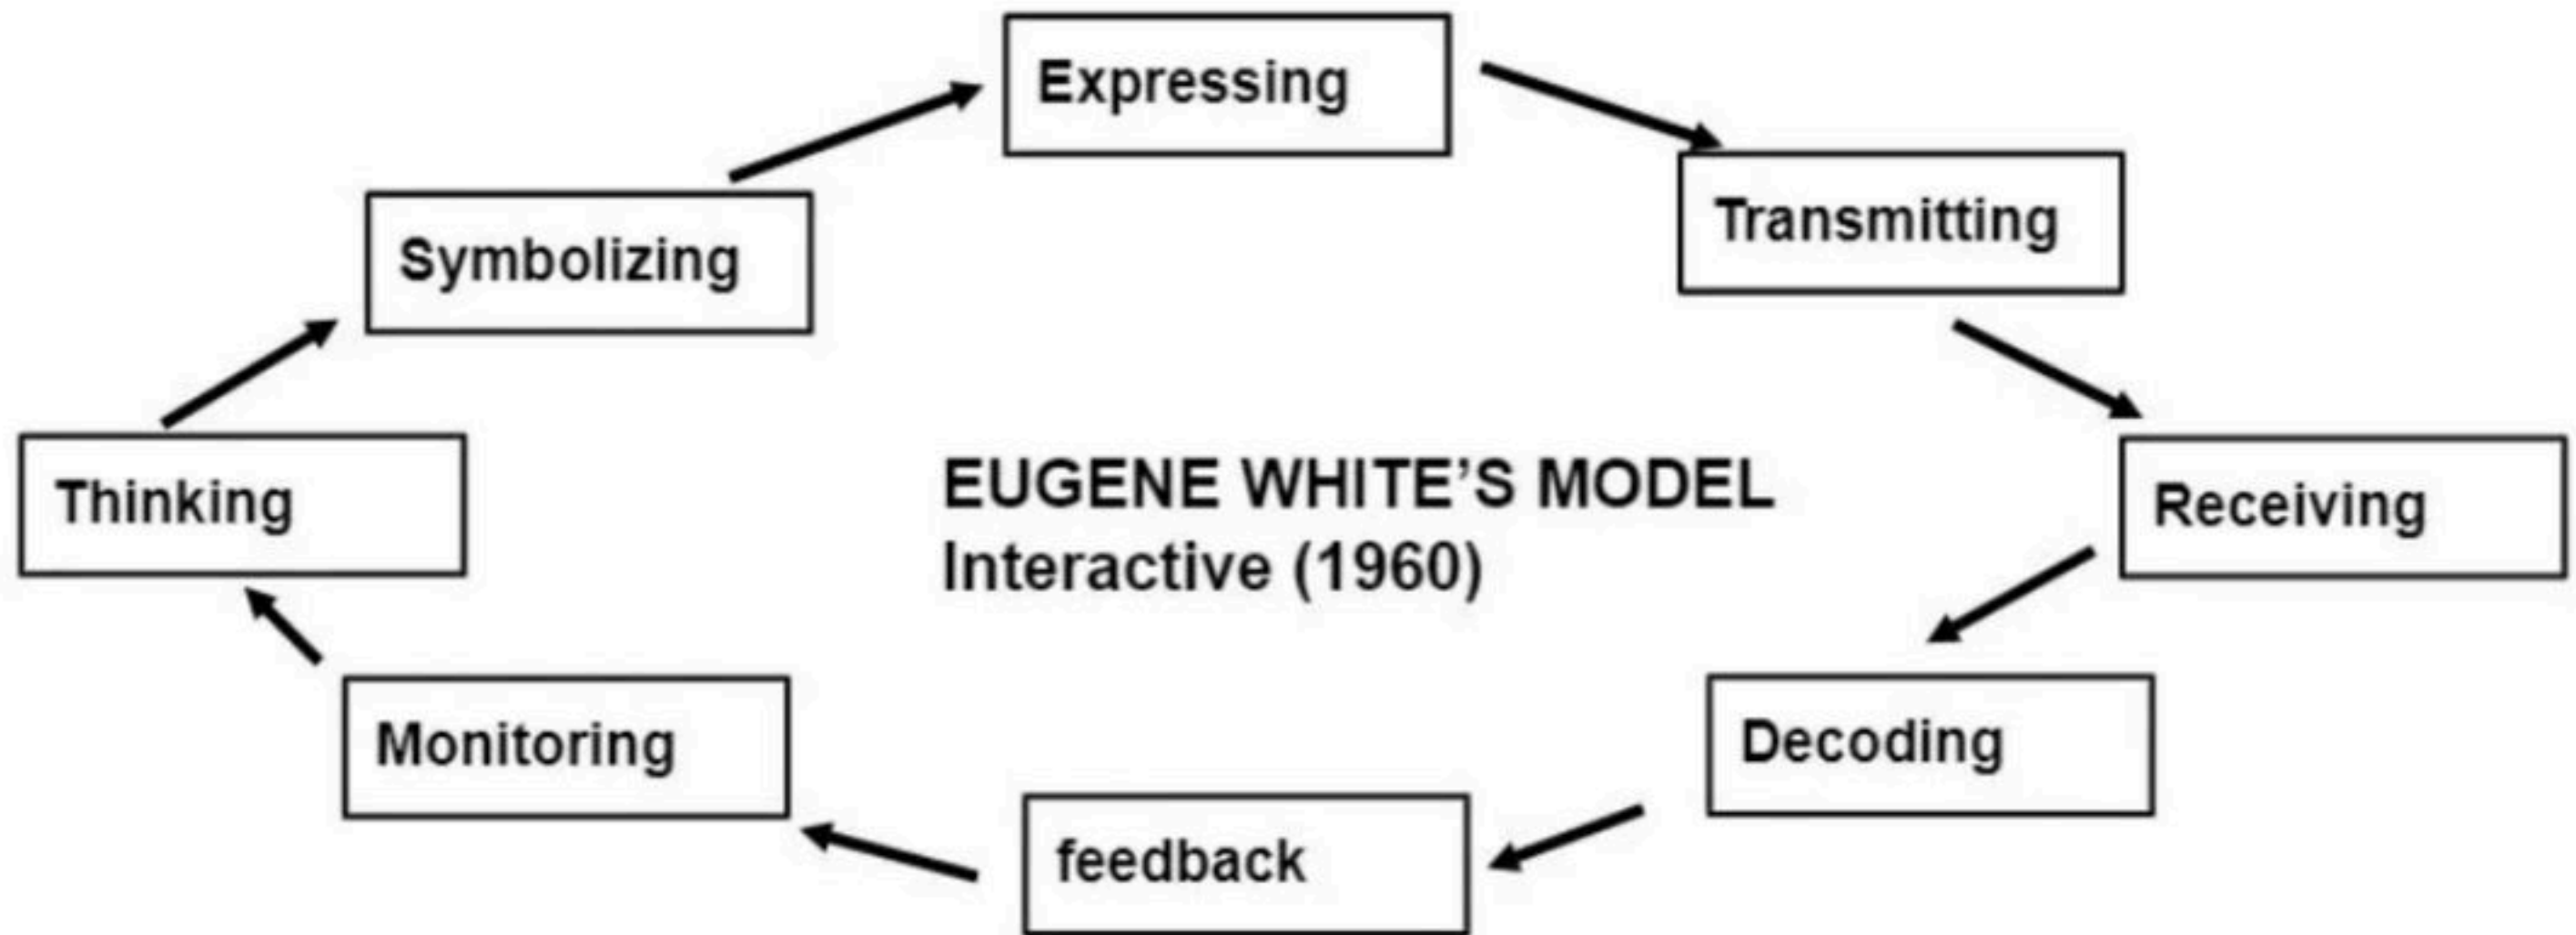 Expressing
Transmitting
Symbolizing
Thinking
EUGENE WHITE’S MODEL
Interactive (1960)
Receiving
Monitoring
Decoding
feedback